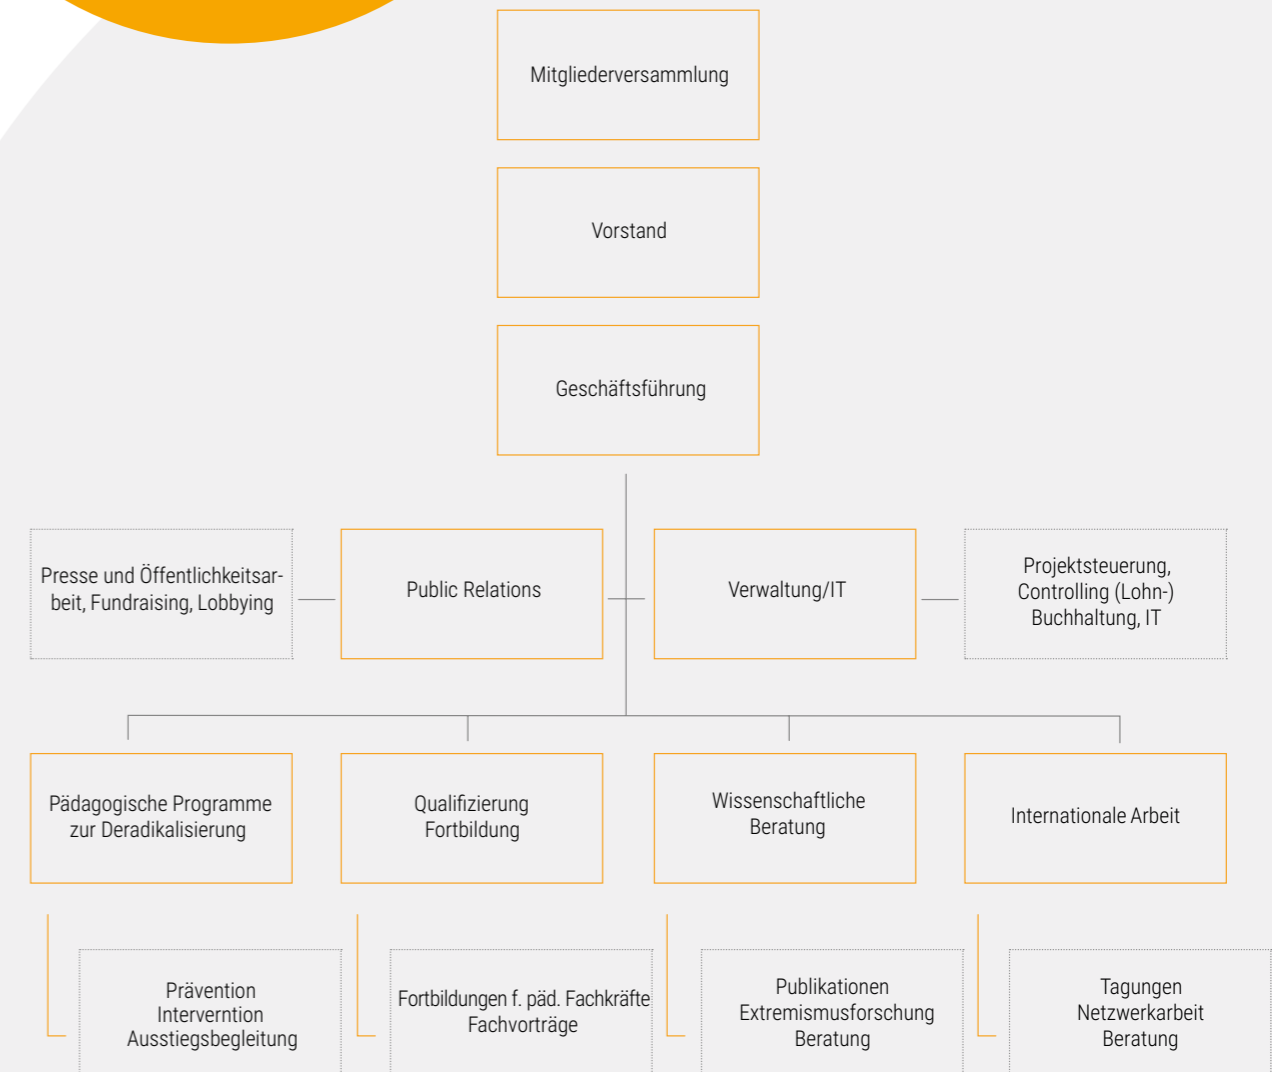 Mitgliederversammlung
Vorstand
Geschäftsführung
Presse und Öffentlichkeitsar-
beit, Fundraising, Lobbying
Public Relations
Verwaltung/IT
Projektsteuerung,
Controlling (Lohn-)
Buchhaltung, IT
Pädagogische Programme
zur Deradikalisierung
Qualifizierung
Fortbildung
Wissenschaftliche
Beratung
Internationale Arbeit
Prävention
Interverntion
Ausstiegsbegleitung
Fortbildungen f. päd. Fachkräfte
Fachvorträge
Publikationen
Extremismusforschung
Beratung
Tagungen
Netzwerkarbeit
Beratung